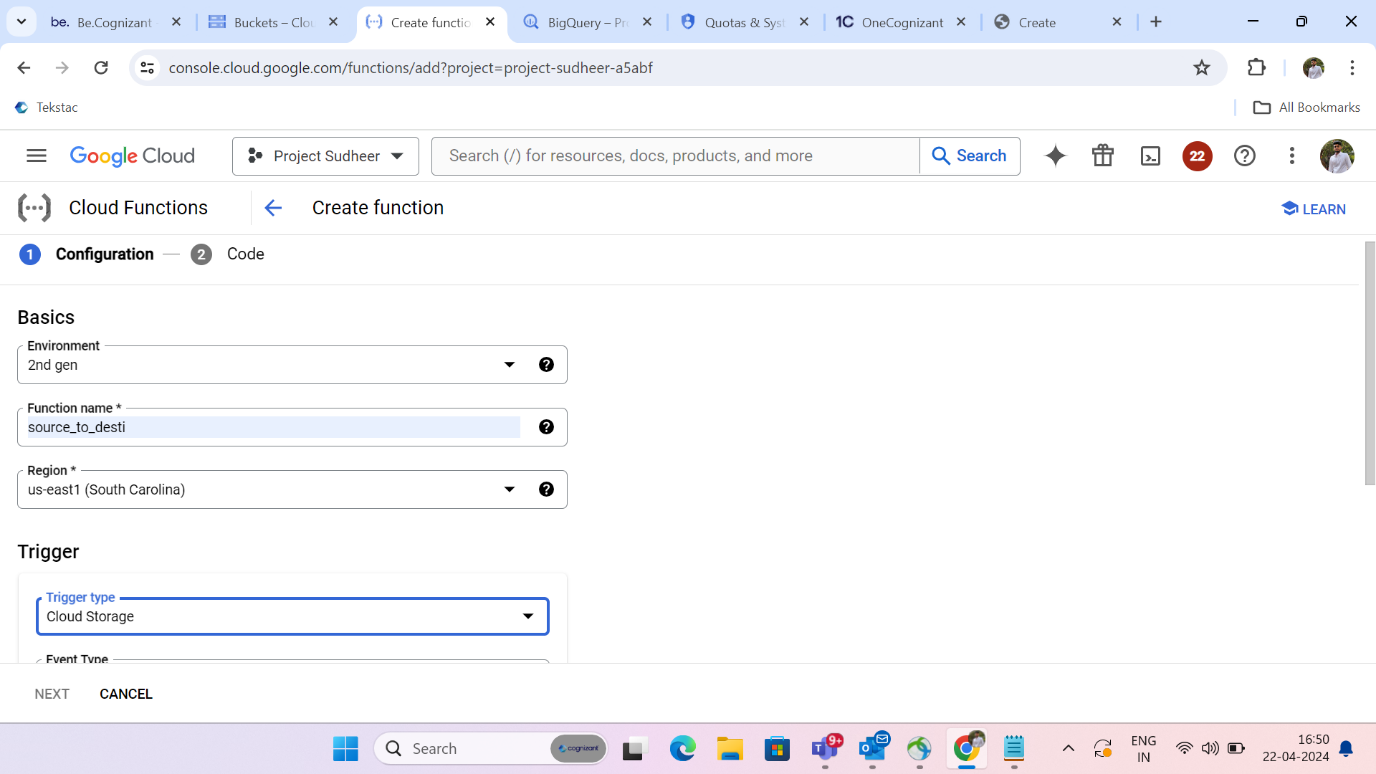 be. Be.Cognizant
Buckets – Clou
Create functio
BigQuery – Pr
Quotas & Syst
1C OneCognizant
Create
console.cloud.google.com/functions/add?project=project-sudheer-a5abf
Tekstac
All Bookmarks
Google Cloud
Project Sudheer
Search (/) for resources, docs, products, and more
Search
22
Cloud Functions
Create function
LEARN
1 Configuration — 2 Code
Basics
Environment
2nd gen
Function name *
source_to_desti
Region *
us-east1 (South Carolina)
Trigger
Trigger type
Cloud Storage
Event Type
NEXT CANCEL
Search
cognizant
9+
ENG
IN
16:50
22-04-2024